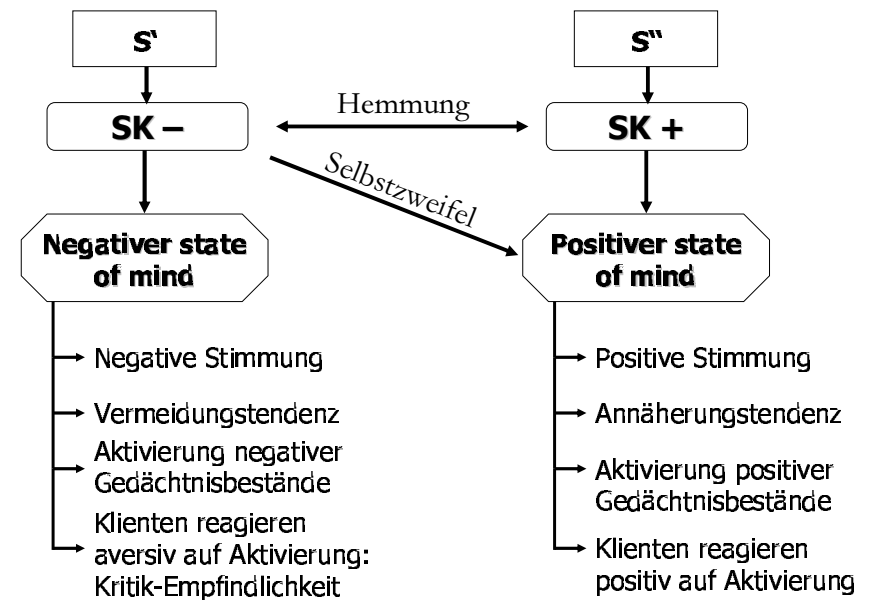 S‘
S“
SK –
Hemmung
SK +
Selbstzweifel
Negativer state
of mind
Positiver state
of mind
Negative Stimmung
Vermeidungstendenz
Aktivierung negativer
Gedächtnisbestände
Klienten reagieren
aversiv auf Aktivierung:
Kritik-Empfindlichkeit
Positive Stimmung
Annäherungstendenz
Aktivierung positiver
Gedächtnisbestände
Klienten reagieren
positiv auf Aktivierung